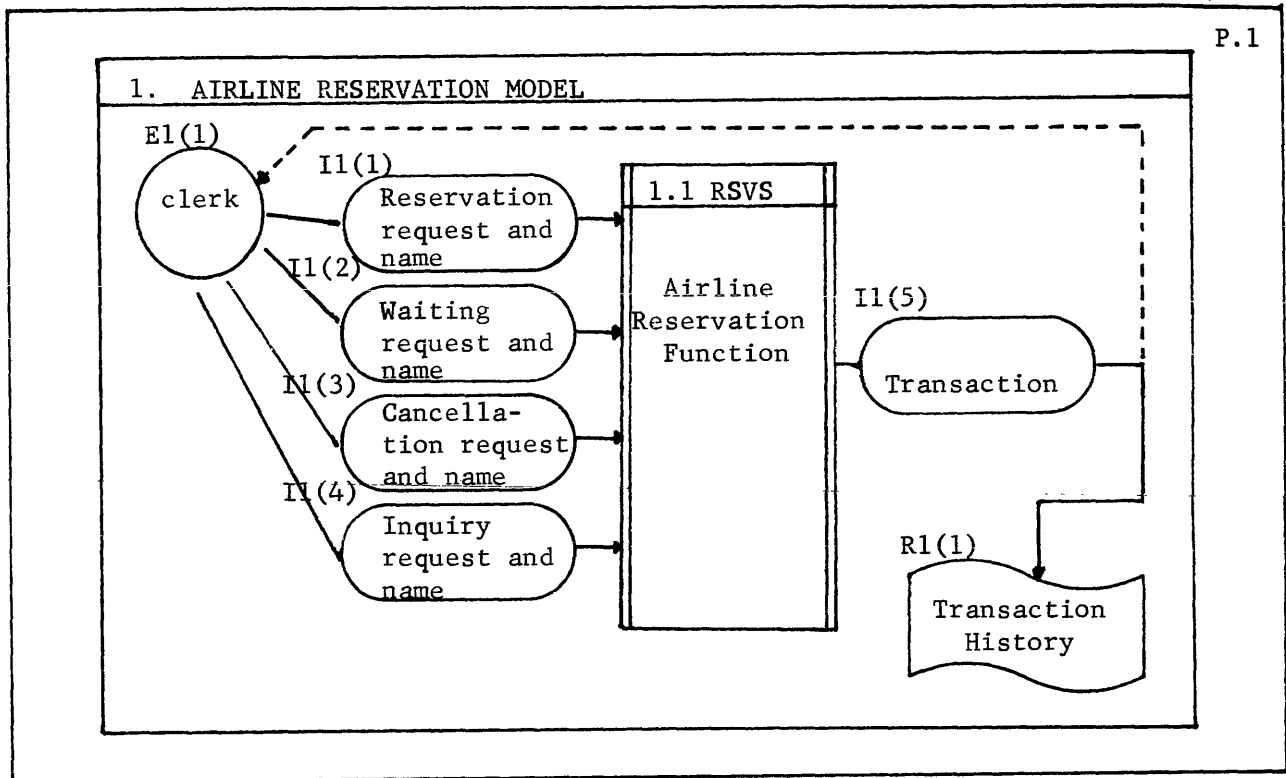 P.1
1. AIRLINE RESERVATION MODEL
E1(1)
clerk
I1(1)
Reservation
request and
name
I1(2)
Waiting
request and
name
I1(3)
Cancella-
tion request
and name
I1(4)
Inquiry
request and
name
1.1 RSVS
Airline
Reservation
Function
I1(5)
Transaction
R1(1)
Transaction
History